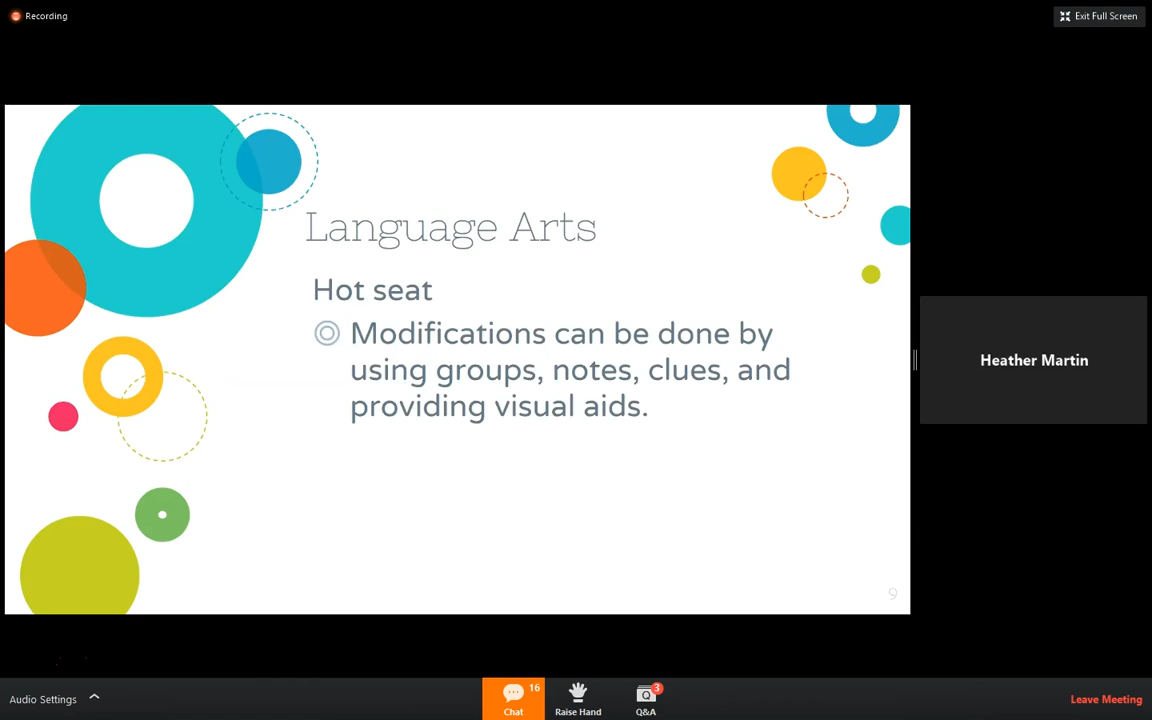 Recording
Exit Full Screen
Language Arts
Hot seat
Modifications can be done by
using groups, notes, clues, and
providing visual aids.
9
Heather Martin
Audio Settings
16
Chat
Raise Hand
Q
3
Q&A
Leave Meeting